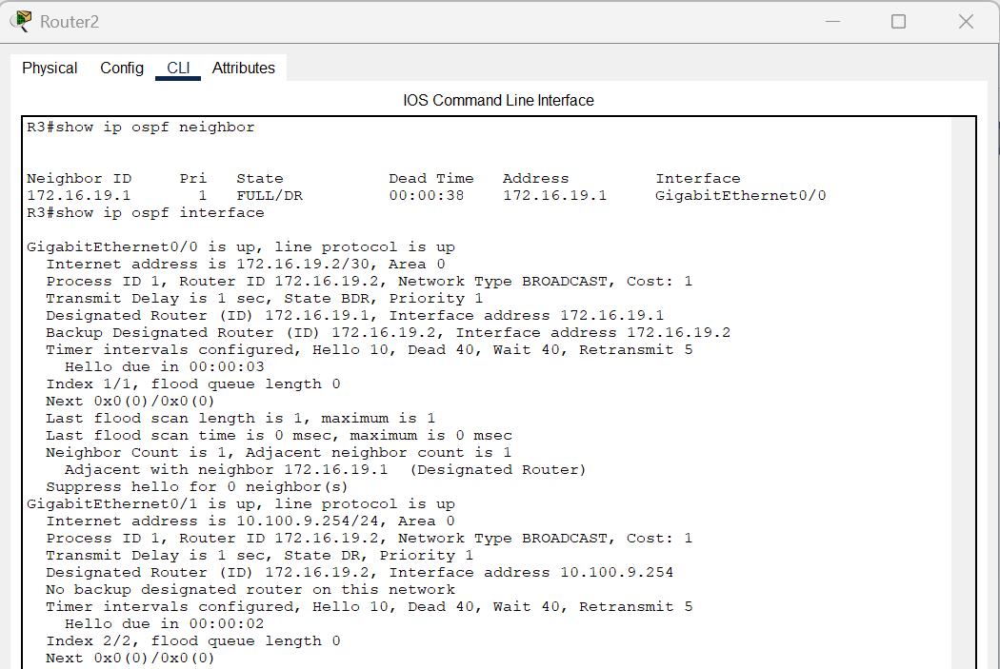 Router2
Physical Config CLI Attributes
IOS Command Line Interface
R3#show ip ospf neighbor
Neighbor ID Pri State Dead Time Address Interface
172.16.19.1 1 FULL/DR 00:00:38 172.16.19.1 GigabitEthernet0/0
R3#show ip ospf interface
GigabitEthernet0/0 is up, line protocol is up
Internet address is 172.16.19.2/30, Area 0
Process ID 1, Router ID 172.16.19.2, Network Type BROADCAST, Cost: 1
Transmit Delay is 1 sec, State BDR, Priority 1
Designated Router (ID) 172.16.19.1, Interface address 172.16.19.1
Backup Designated Router (ID) 172.16.19.2, Interface address 172.16.19.2
Timer intervals configured, Hello 10, Dead 40, Wait 40, Retransmit 5
Hello due in 00:00:03
Index 1/1, flood queue length 0
Next 0x0(0)/0x0(0)
Last flood scan length is 1, maximum is 1
Last flood scan time is 0 msec, maximum is 0 msec
Neighbor Count is 1, Adjacent neighbor count is 1
Adjacent with neighbor 172.16.19.1 (Designated Router)
Suppress hello for 0 neighbor(s)
GigabitEthernet0/1 is up, line protocol is up
Internet address is 10.100.9.254/24, Area 0
Process ID 1, Router ID 172.16.19.2, Network Type BROADCAST, Cost: 1
Transmit Delay is 1 sec, State DR, Priority 1
Designated Router (ID) 172.16.19.2, Interface address 10.100.9.254
No backup designated router on this network
Timer intervals configured, Hello 10, Dead 40, Wait 40, Retransmit 5
Hello due in 00:00:02
Index 2/2, flood queue length 0
Next 0x0(0)/0x0(0)